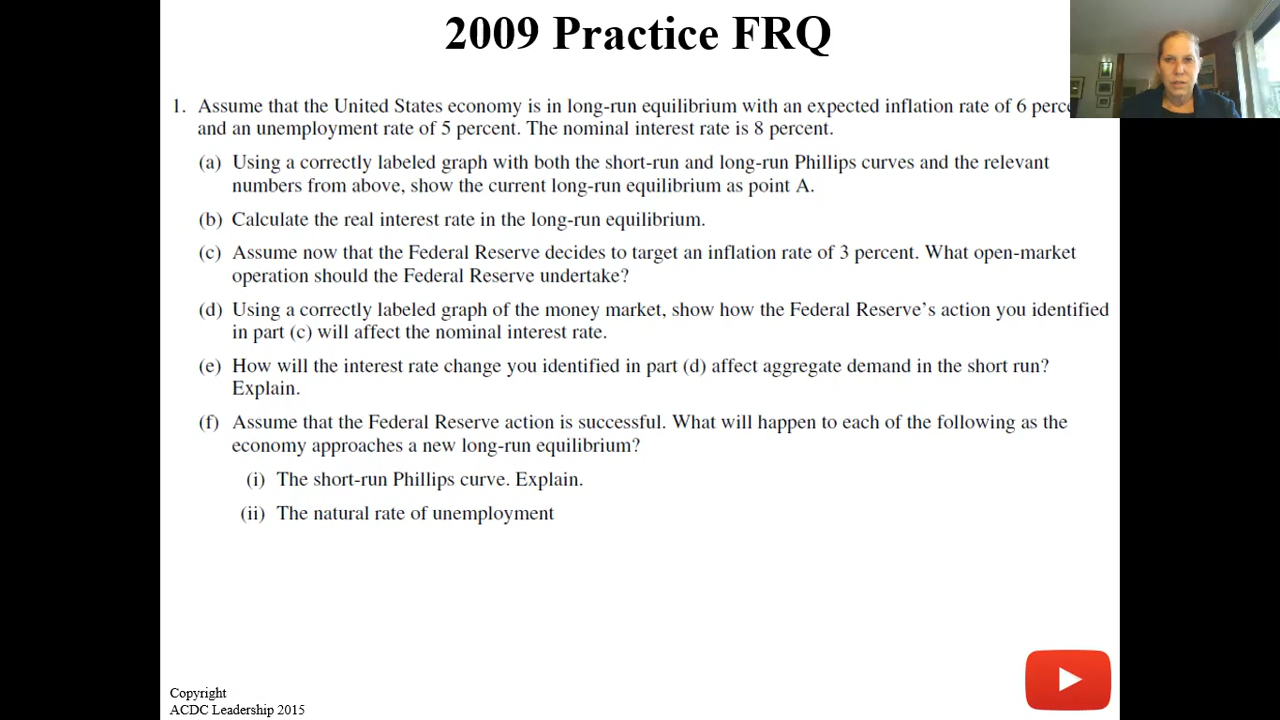 2009 Practice FRQ
1. Assume that the United States economy is in long-run equilibrium with an expected inflation rate of 6
and an unemployment rate of 5 percent. The nominal interest rate is 8 percent.
(a) Using a correctly labeled graph with both the short-run and long-run Phillips curves and the relevant
numbers from above, show the current long-run equilibrium as point A.
(b) Calculate the real interest rate in the long-run equilibrium.
(c) Assume now that the Federal Reserve decides to target an inflation rate of 3 percent. What open-market
operation should the Federal Reserve undertake?
(d) Using a correctly labeled graph of the money market, show how the Federal Reserve's action you identified
in part (c) will affect the nominal interest rate.
(e) How will the interest rate change you identified in part (d) affect aggregate demand in the short run?
Explain.
(f) Assume that the Federal Reserve action is successful. What will happen to each of the following as the
economy approaches a new long-run equilibrium?
(i) The short-run Phillips curve. Explain.
(ii) The natural rate of unemployment
Copyright
ACDC Leadership 2015